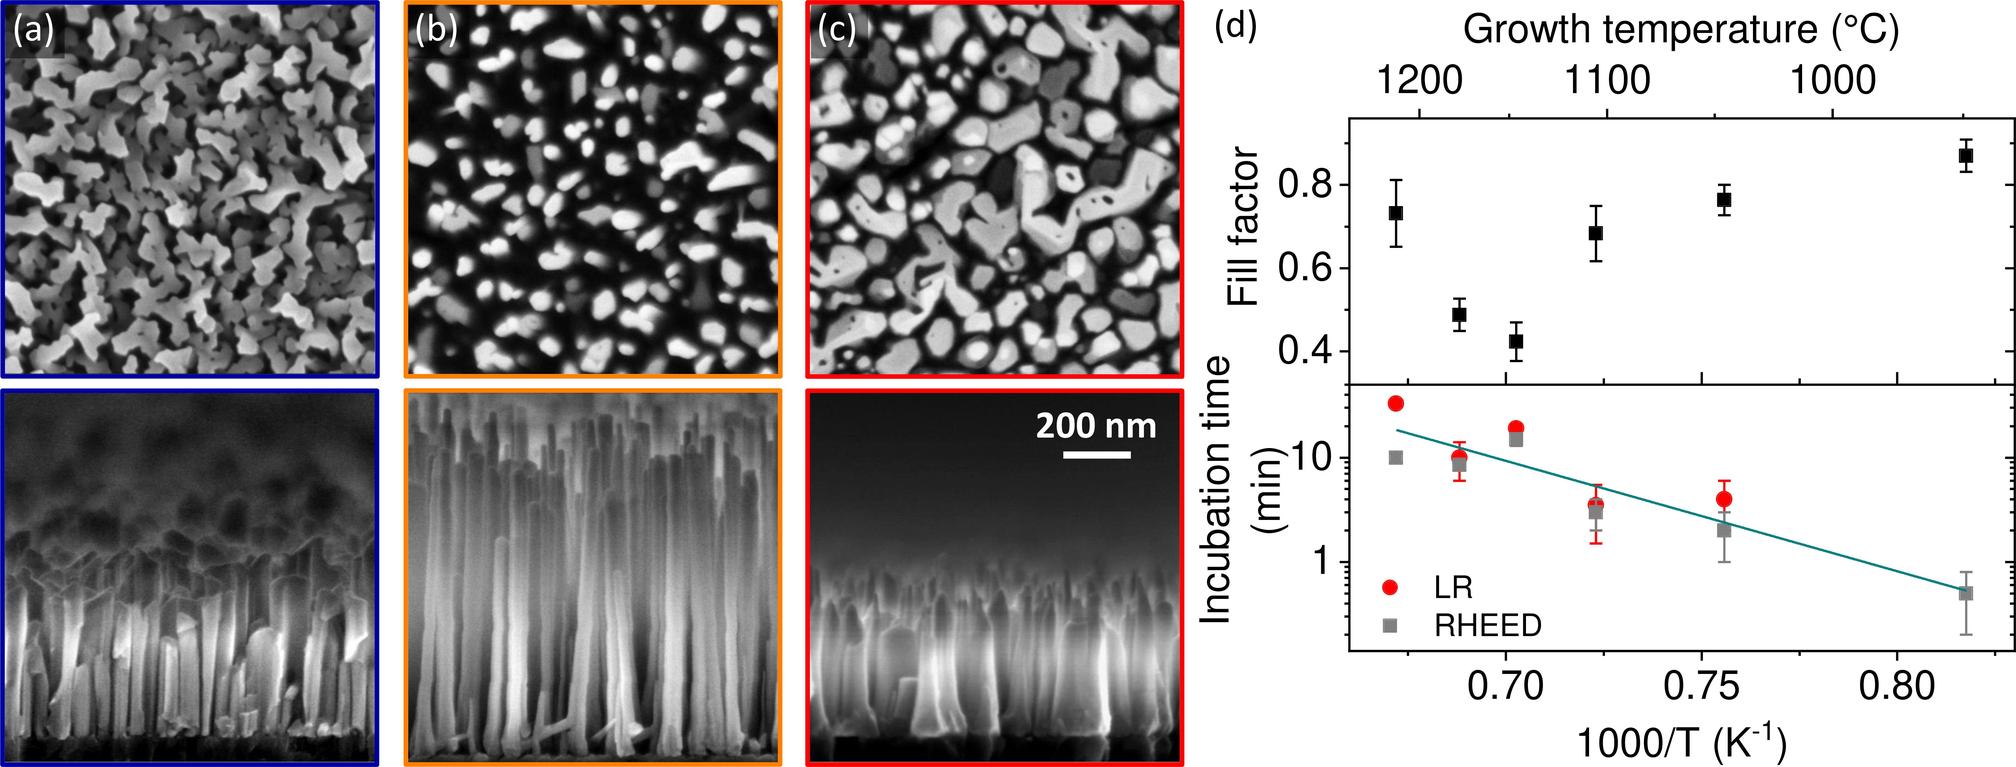 (a)
(b)
(c)
200 nm
(d)
Growth temperature (°C)
1200 1100 1000
Fill factor
0.8
0.6
0.4
Incubation time
(min)
10
1
LR
RHEED
0.70 0.75 0.80
1000/T (K⁻¹)